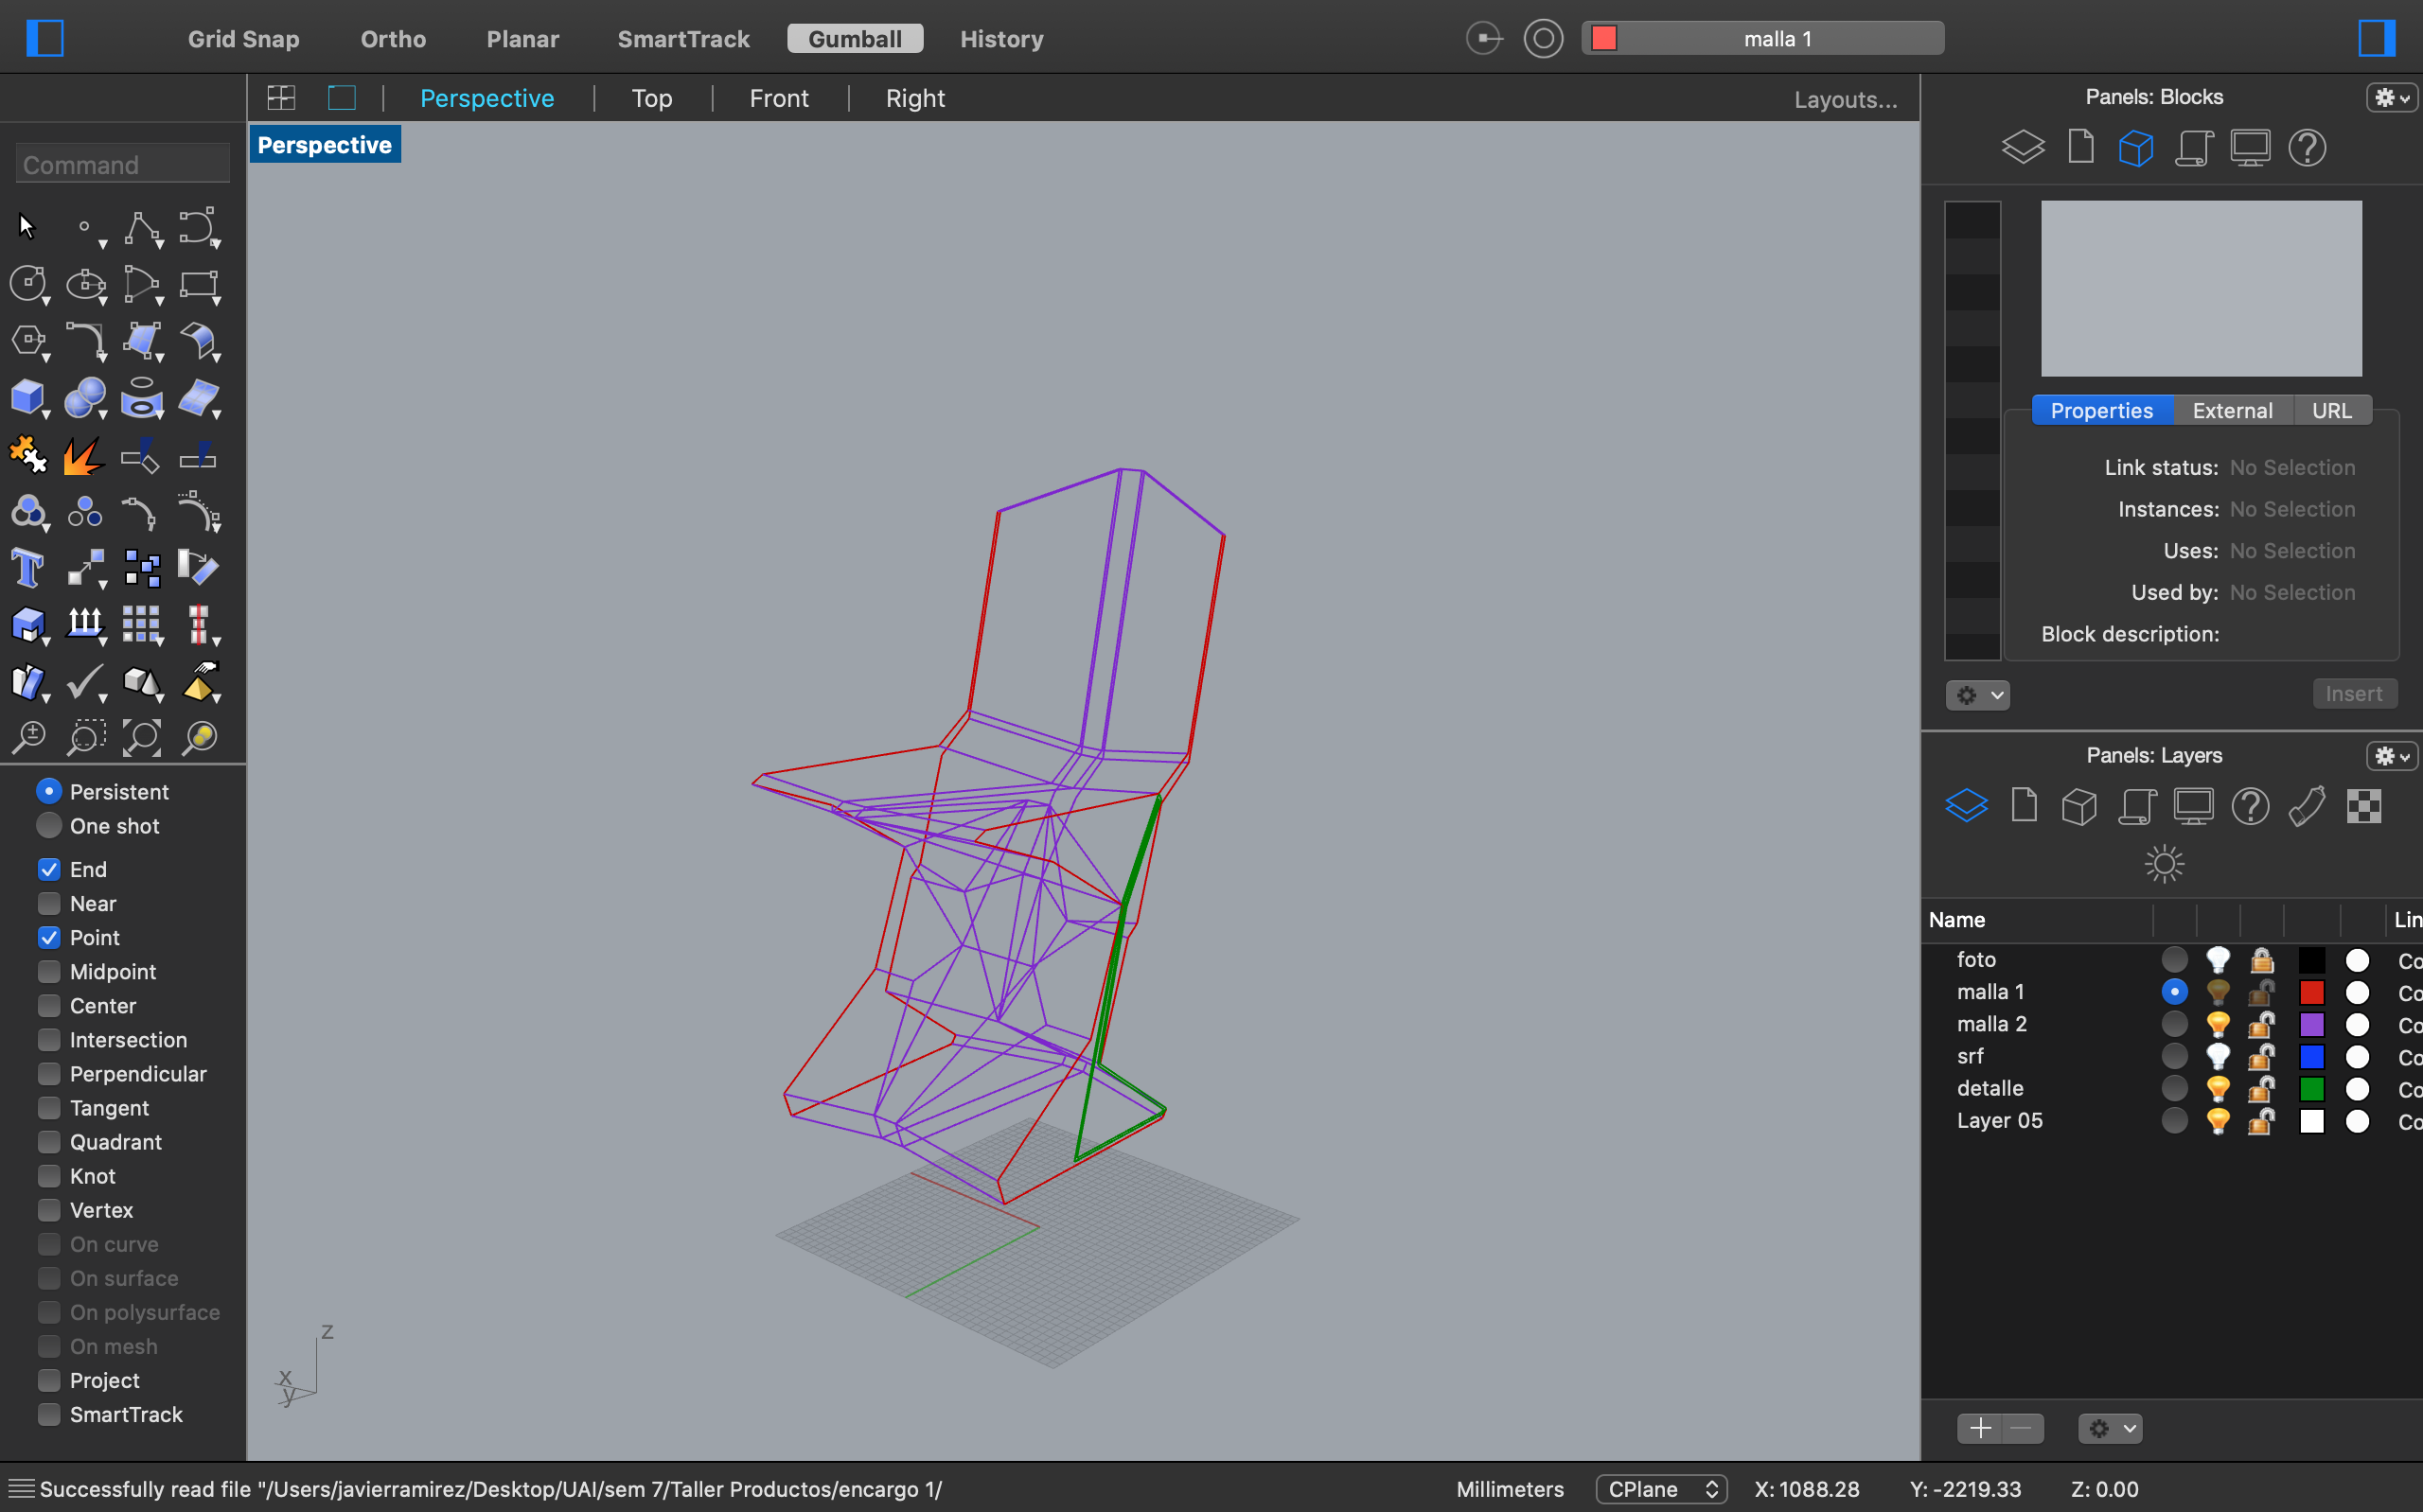 Grid Snap Ortho Planar SmartTrack Gumball History malla 1
Perspective Top Front Right Layouts...
Panels: Blocks
Perspective
Command
Properties External URL
Link status: No Selection
Instances: No Selection
Uses: No Selection
Used by: No Selection
Block description:
Insert
Panels: Layers
Persistent
One shot
End
Near
Point
Midpoint
Center
Intersection
Perpendicular
Tangent
Quadrant
Knot
Vertex
On curve
On surface
On polysurface
On mesh
Project
SmartTrack
Name Lin
foto Co
malla 1 Co
malla 2 Co
srf Co
detalle Co
Layer 05 Co
z
x
y
Successfully read file "/Users/javierramirez/Desktop/UAI/sem 7/Taller Productos/encargo 1/ Millimeters CPlane X: 1088.28 Y: -2219.33 Z: 0.00